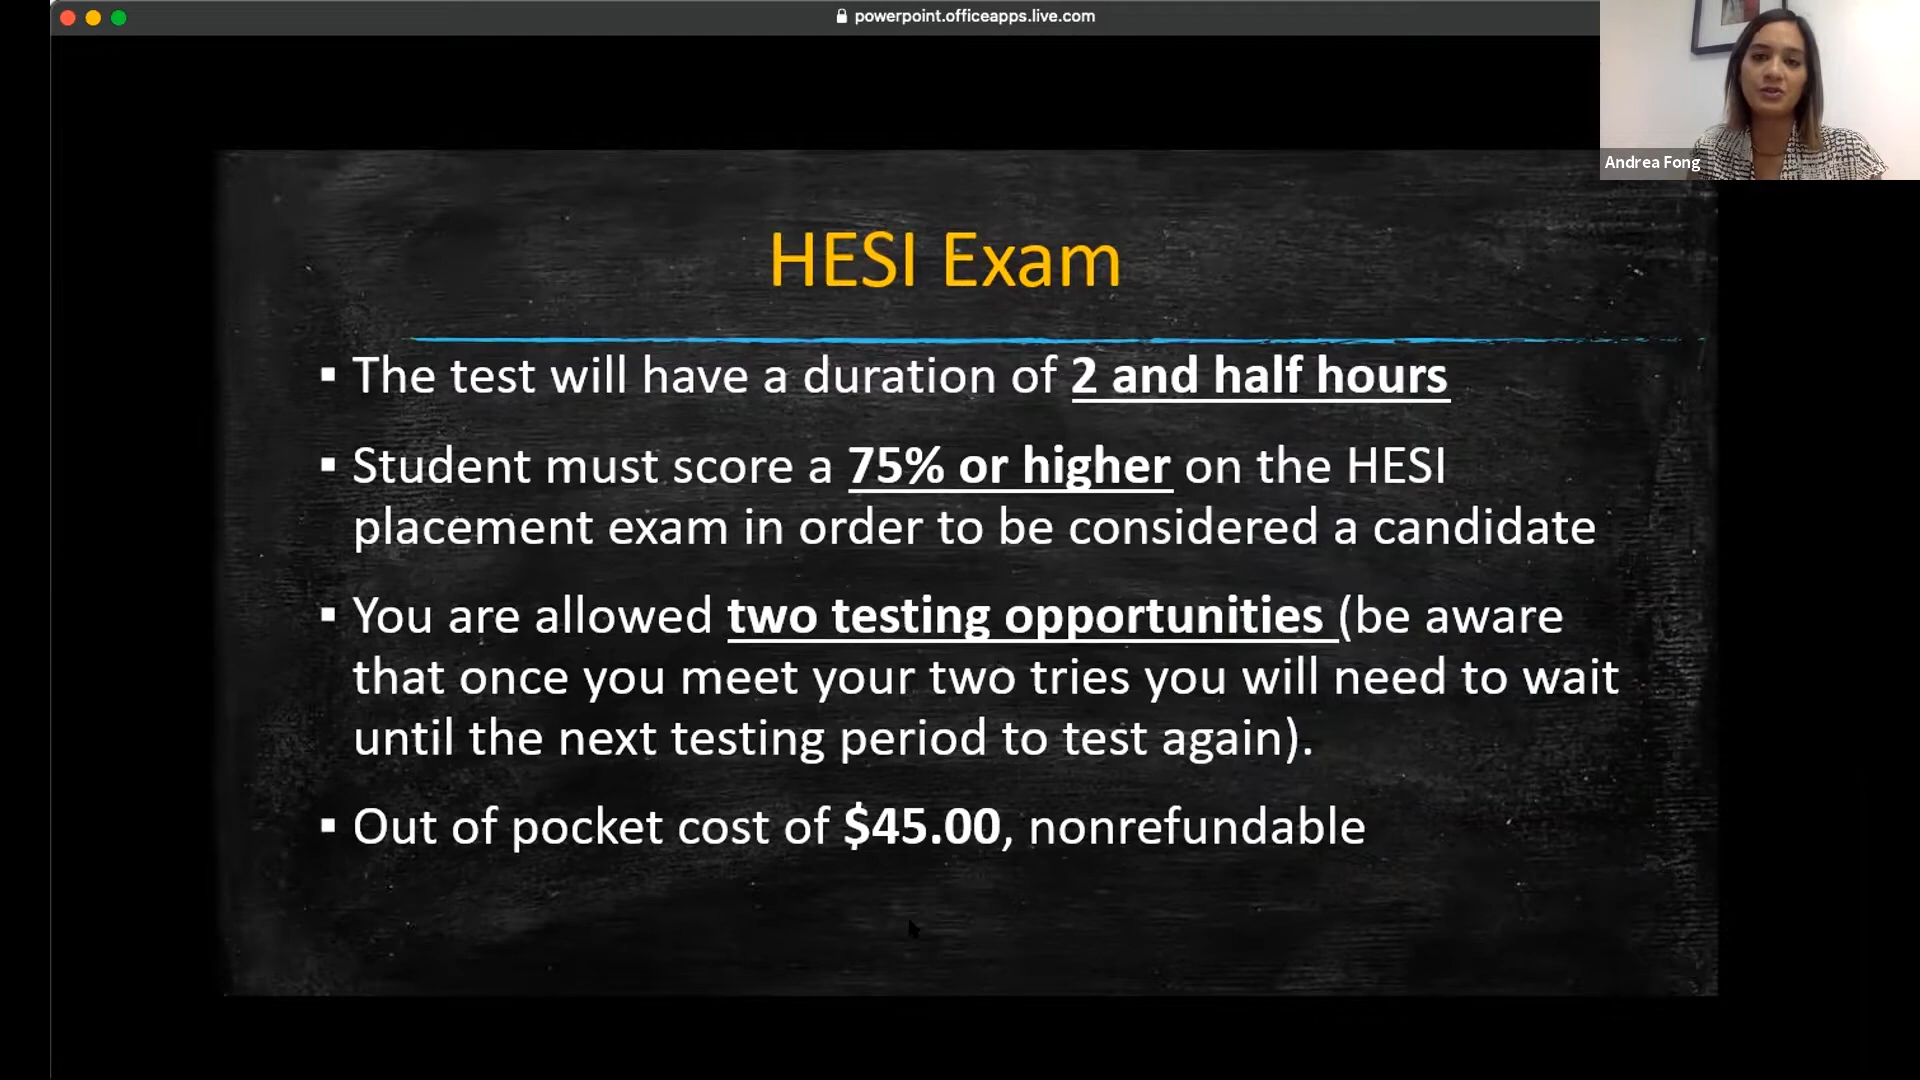 powerpoint.officeapps.live.com
Andrea Fong
HESI Exam
▪ The test will have a duration of 2 and half hours
▪ Student must score a 75% or higher on the HESI
placement exam in order to be considered a candidate
▪ You are allowed two testing opportunities (be aware
that once you meet your two tries you will need to wait
until the next testing period to test again).
▪ Out of pocket cost of $45.00, nonrefundable